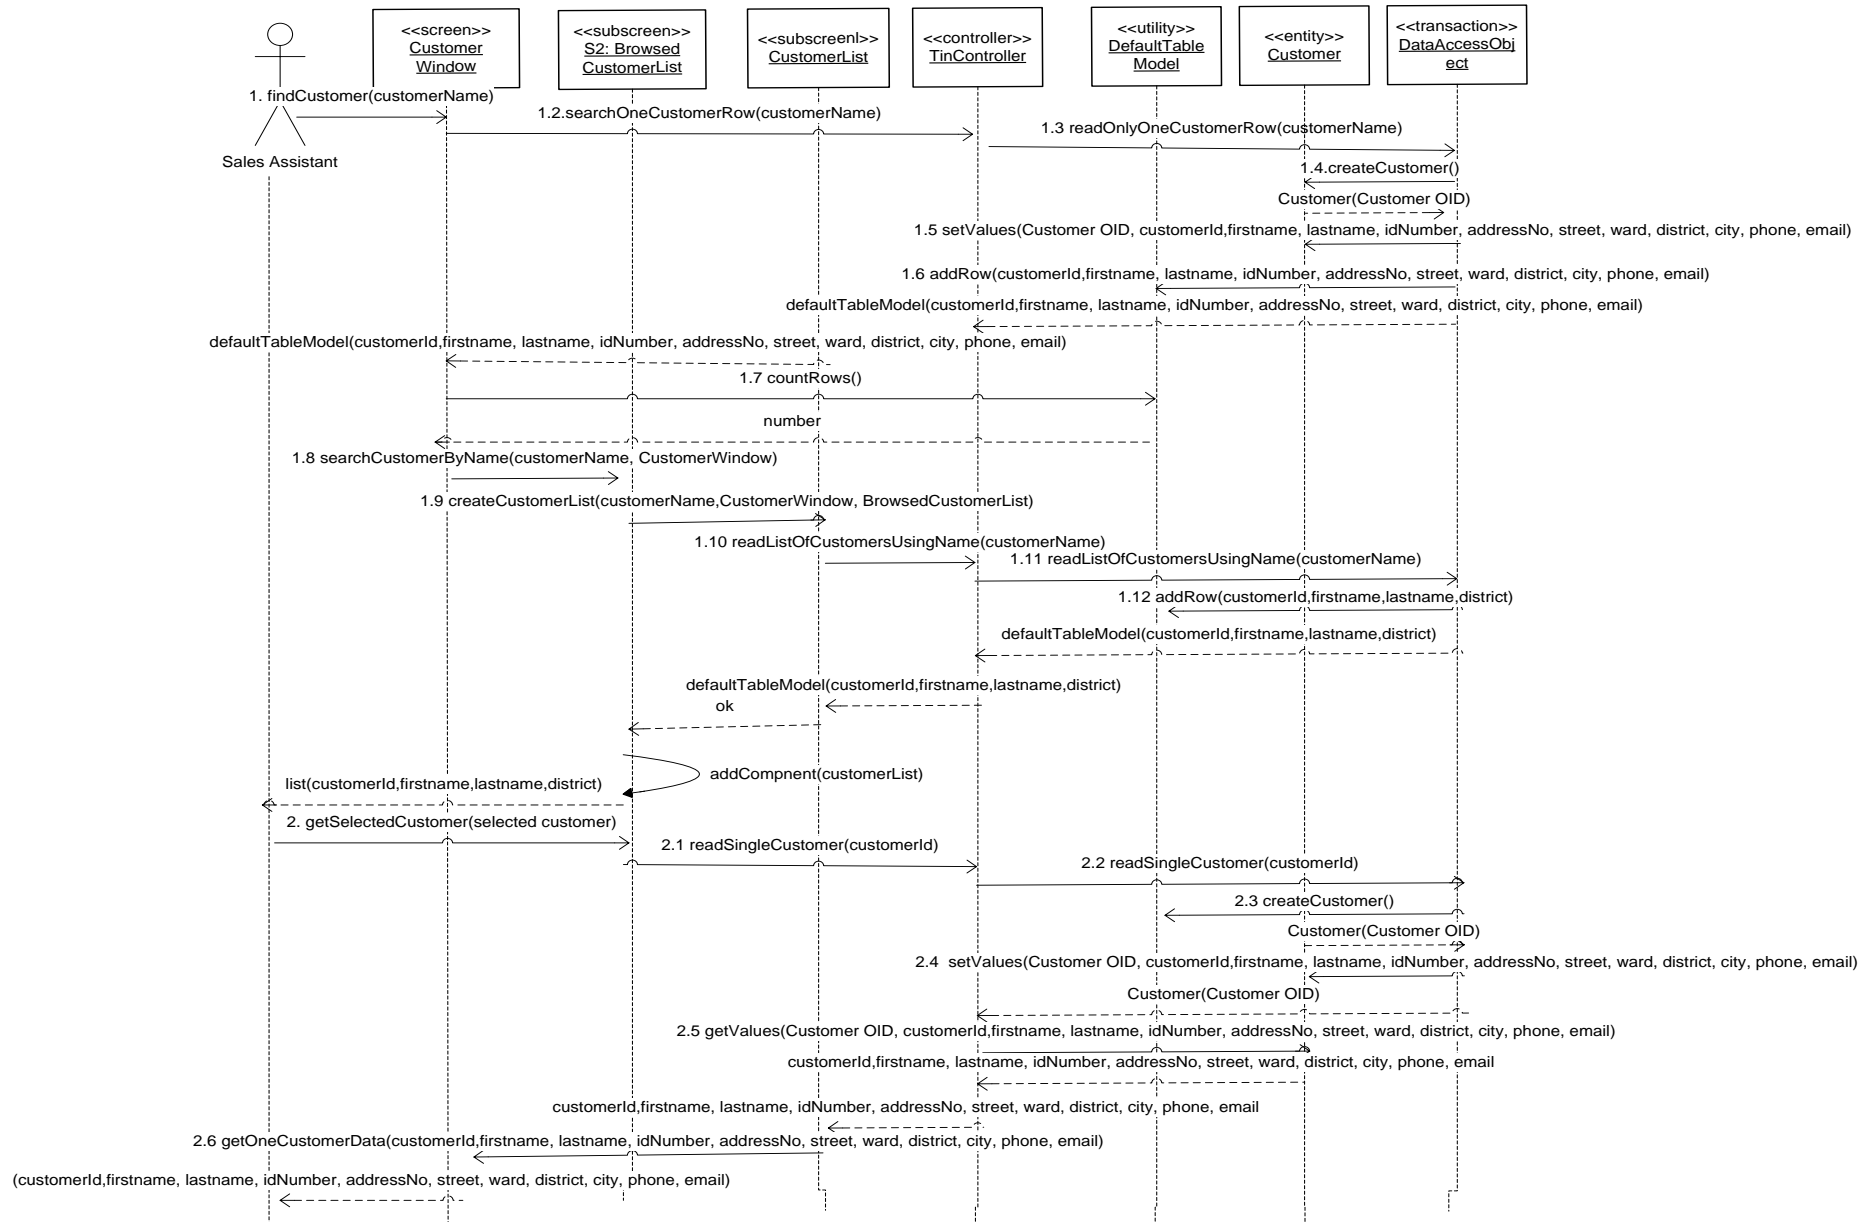 <<screen>>
Customer
Window
<<subscreen>>
S2: Browsed
CustomerList
<<subscreenl>>
CustomerList
<<controller>>
TinController
<<utility>>
DefaultTable
Model
<<entity>>
Customer
<<transaction>>
DataAccessObj
ect
1. findCustomer(customerName)
1.2.searchOneCustomerRow(customerName)
1.3 readOnlyOneCustomerRow(customerName)
Sales Assistant
1.4.createCustomer()
Customer(Customer OID)
1.5 setValues(Customer OID, customerId,firstname, lastname, idNumber, addressNo, street, ward, district, city, phone, email)
1.6 addRow(customerId,firstname, lastname, idNumber, addressNo, street, ward, district, city, phone, email)
defaultTableModel(customerId,firstname, lastname, idNumber, addressNo, street, ward, district, city, phone, email)
defaultTableModel(customerId,firstname, lastname, idNumber, addressNo, street, ward, district, city, phone, email)
1.7 countRows()
number
1.8 searchCustomerByName(customerName, CustomerWindow)
1.9 createCustomerList(customerName,CustomerWindow, BrowsedCustomerList)
1.10 readListOfCustomersUsingName(customerName)
1.11 readListOfCustomersUsingName(customerName)
1.12 addRow(customerId,firstname,lastname,district)
defaultTableModel(customerId,firstname,lastname,district)
defaultTableModel(customerId,firstname,lastname,district)
ok
addCompnent(customerList)
list(customerId,firstname,lastname,district)
2. getSelectedCustomer(selected customer)
2.1 readSingleCustomer(customerId)
2.2 readSingleCustomer(customerId)
2.3 createCustomer()
Customer(Customer OID)
2.4 setValues(Customer OID, customerId,firstname, lastname, idNumber, addressNo, street, ward, district, city, phone, email)
Customer(Customer OID)
2.5 getValues(Customer OID, customerId,firstname, lastname, idNumber, addressNo, street, ward, district, city, phone, email)
customerId,firstname, lastname, idNumber, addressNo, street, ward, district, city, phone, email
customerId,firstname, lastname, idNumber, addressNo, street, ward, district, city, phone, email
2.6 getOneCustomerData(customerId,firstname, lastname, idNumber, addressNo, street, ward, district, city, phone, email)
(customerId,firstname, lastname, idNumber, addressNo, street, ward, district, city, phone, email)